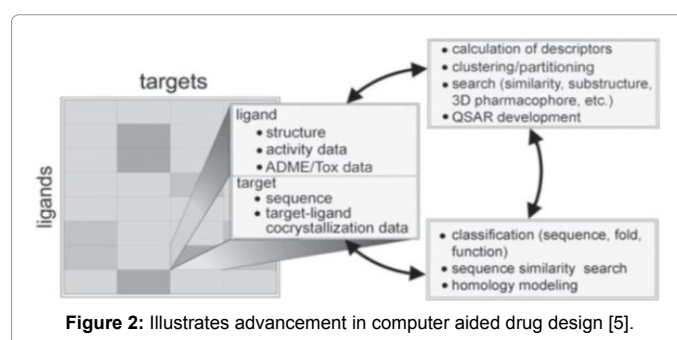 targets
ligands
ligand
• structure
• activity data
• ADME/Tox data
target
• sequence
• target-ligand
cocrystallization data
• calculation of descriptors
• clustering/partitioning
• search (similarity, substructure,
3D pharmacophore, etc.)
• QSAR development
• classification (sequence, fold,
function)
• sequence similarity search
• homology modeling
Figure 2: Illustrates advancement in computer aided drug design [5].